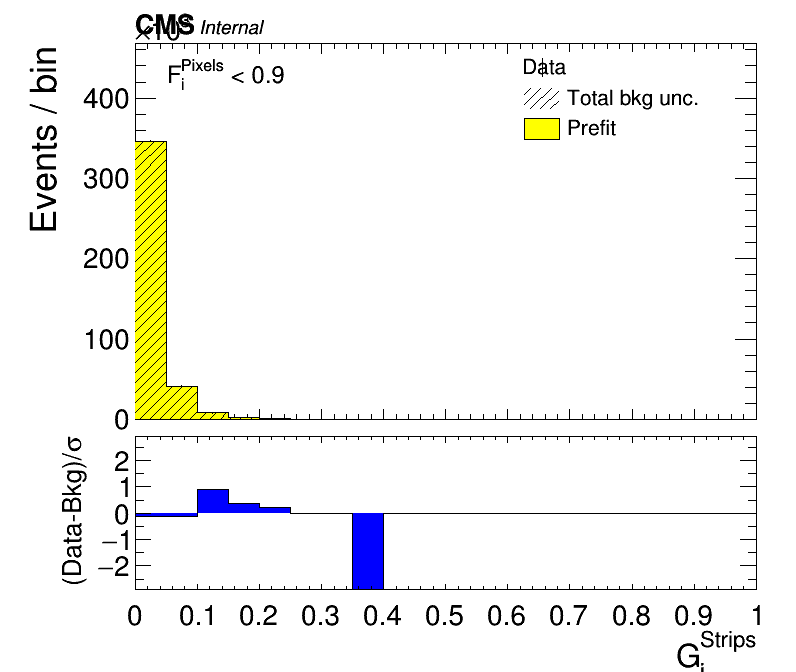 CMS Internal
×10³
Events / bin
F_i^Pixels < 0.9
Data
Total bkg unc.
Prefit
400
300
200
100
0
(Data-Bkg)/σ
2
1
0
−1
−2
0 0.1 0.2 0.3 0.4 0.5 0.6 0.7 0.8 0.9 1
G_i^Strips